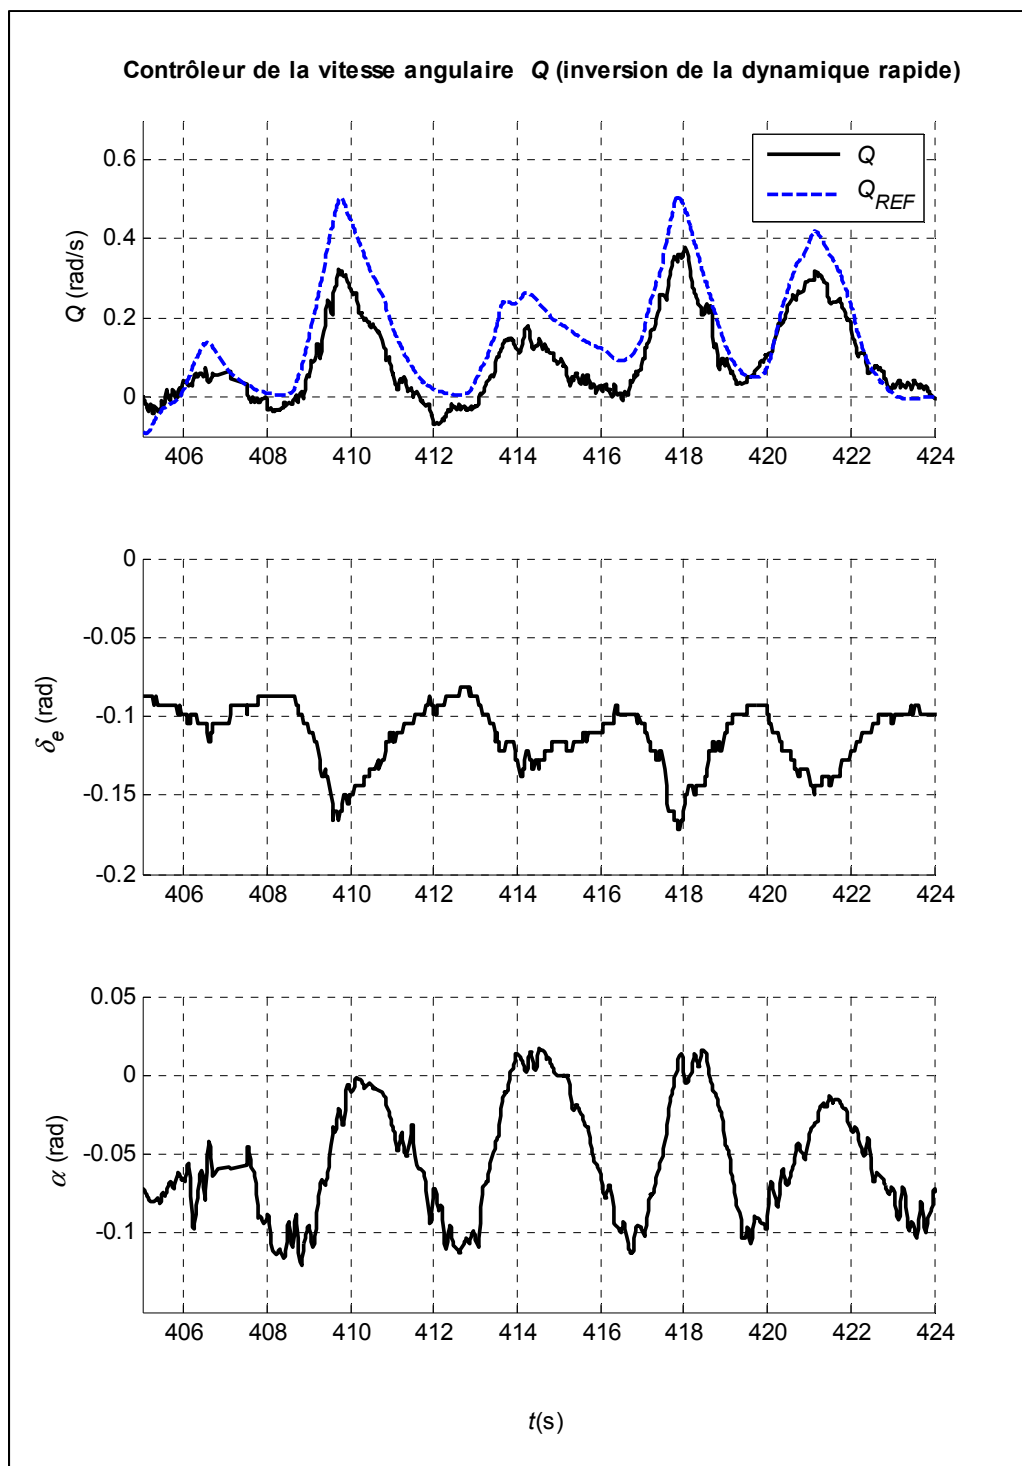 Contrôleur de la vitesse angulaire Q (inversion de la dynamique rapide)
Q
Q_REF
Q (rad/s)
0.6
0.4
0.2
0
406 408 410 412 414 416 418 420 422 424
δ_e (rad)
0
-0.05
-0.1
-0.15
-0.2
406 408 410 412 414 416 418 420 422 424
α (rad)
0.05
0
-0.05
-0.1
406 408 410 412 414 416 418 420 422 424
t(s)